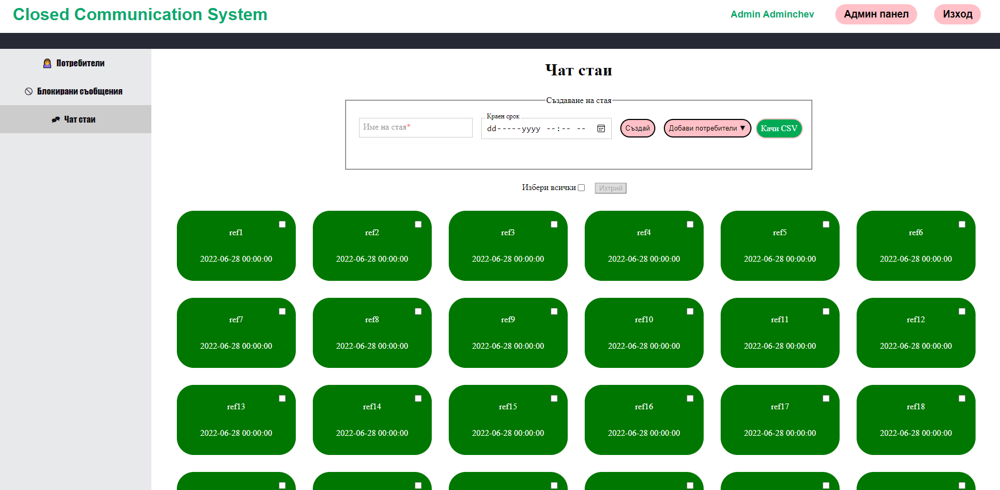 Closed Communication System
Admin Adminchev
Админ панел
Изход
Потребители
Блокирани съобщения
Чат стаи
Чат стаи
Създаване на стая
Име на стая*
Краен срок
dd-----yyyy --:-- --
Създай
Добави потребители ▼
Качи CSV
Избери всички
Изтрий
ref1
2022-06-28 00:00:00
ref2
2022-06-28 00:00:00
ref3
2022-06-28 00:00:00
ref4
2022-06-28 00:00:00
ref5
2022-06-28 00:00:00
ref6
2022-06-28 00:00:00
ref7
2022-06-28 00:00:00
ref8
2022-06-28 00:00:00
ref9
2022-06-28 00:00:00
ref10
2022-06-28 00:00:00
ref11
2022-06-28 00:00:00
ref12
2022-06-28 00:00:00
ref13
2022-06-28 00:00:00
ref14
2022-06-28 00:00:00
ref15
2022-06-28 00:00:00
ref16
2022-06-28 00:00:00
ref17
2022-06-28 00:00:00
ref18
2022-06-28 00:00:00